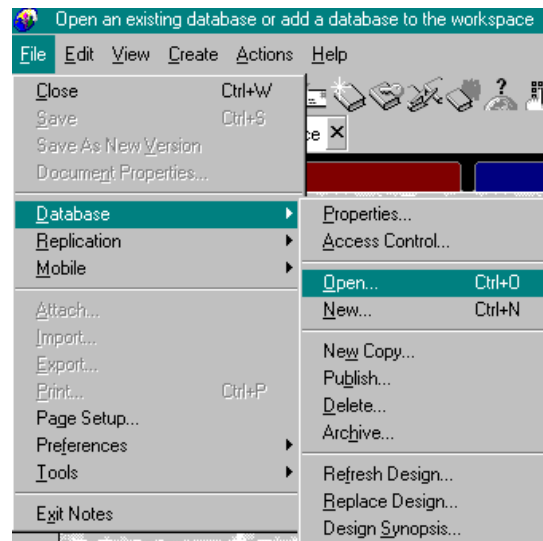 Open an existing database or add a database to the workspace
File Edit View Create Actions Help
Close Ctrl+W
Save Ctrl+S
Save As New Version
Document Properties...
Database
Replication
Mobile
Attach...
Import...
Export...
Print... Ctrl+P
Page Setup...
Preferences
Tools
Exit Notes
Properties...
Access Control...
Open... Ctrl+O
New... Ctrl+N
New Copy...
Publish...
Delete...
Archive...
Refresh Design...
Replace Design...
Design Synopsis...